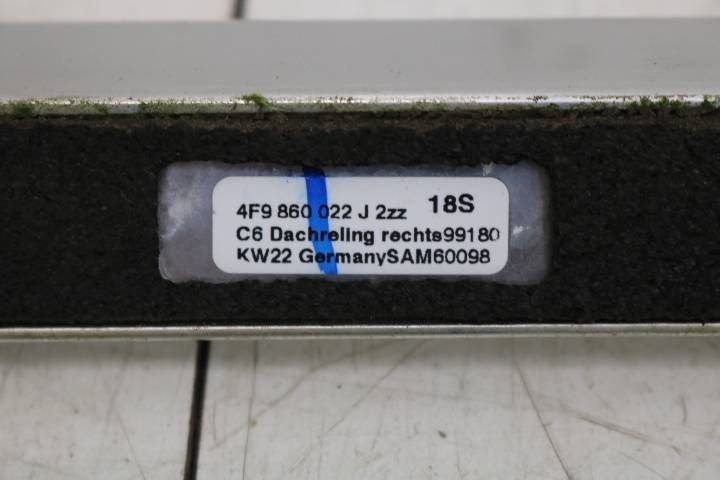 4F9 860 022 J 2zz 18S
C6 Dachreling rechts99180
KW22 GermanySAM60098